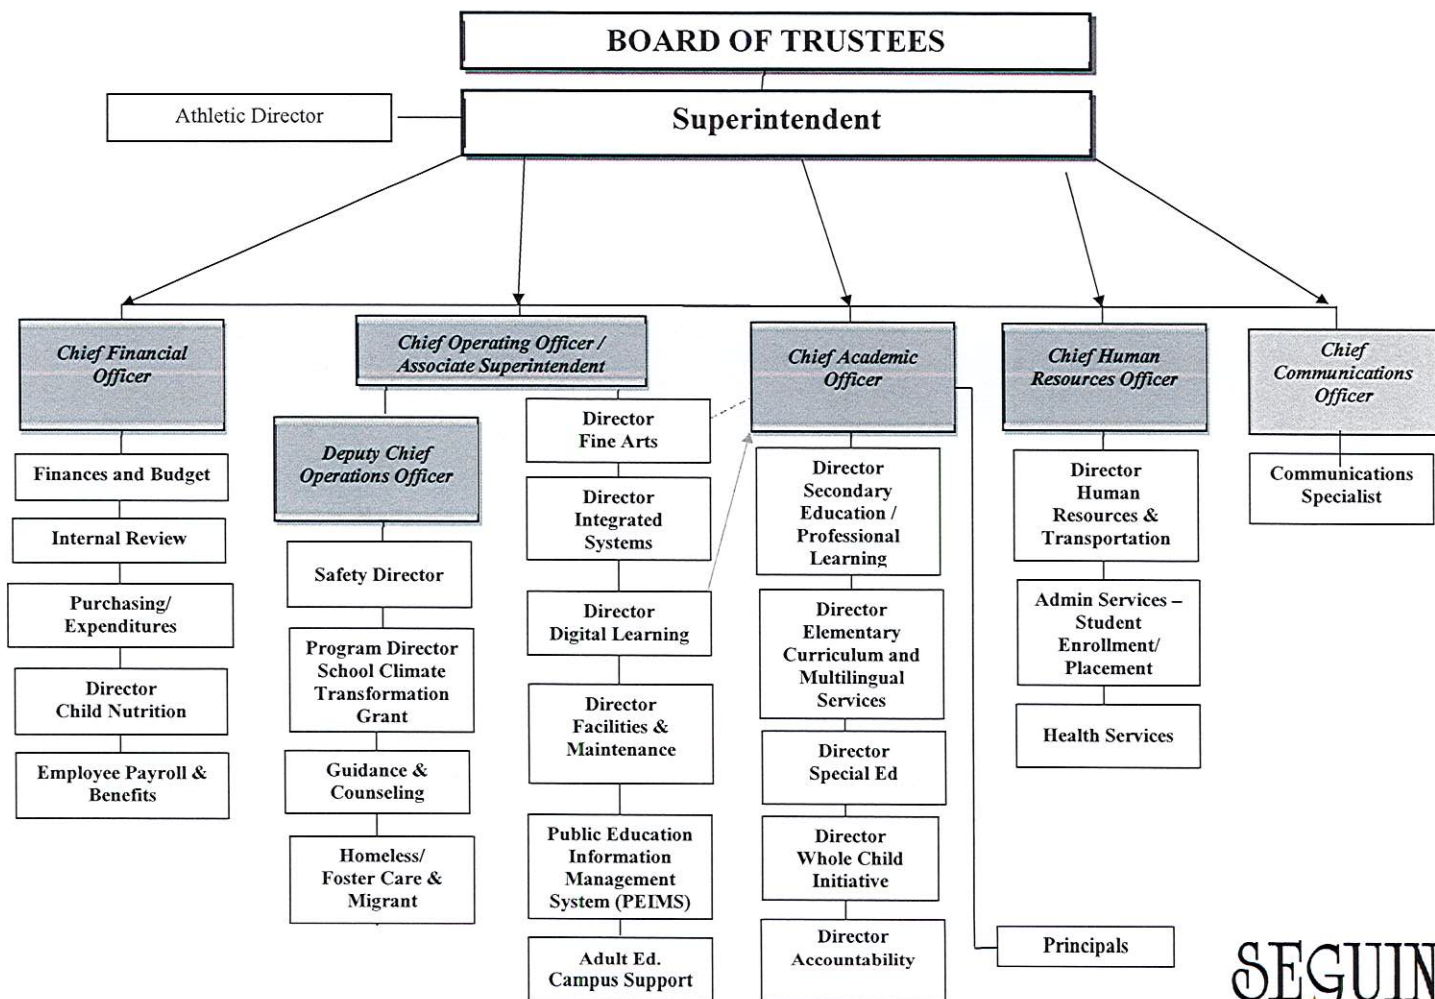 BOARD OF TRUSTEES
Athletic Director
Superintendent
Chief Financial
Officer
Finances and Budget
Internal Review
Purchasing/
Expenditures
Director
Child Nutrition
Employee Payroll &
Benefits
Chief Operating Officer /
Associate Superintendent
Deputy Chief
Operations Officer
Safety Director
Program Director
School Climate
Transformation
Grant
Guidance &
Counseling
Homeless/
Foster Care &
Migrant
Director
Fine Arts
Director
Integrated
Systems
Director
Digital Learning
Director
Facilities &
Maintenance
Public Education
Information
Management
System (PEIMS)
Adult Ed.
Campus Support
Chief Academic
Officer
Director
Secondary
Education /
Professional
Learning
Director
Elementary
Curriculum and
Multilingual
Services
Director
Special Ed
Director
Whole Child
Initiative
Director
Accountability
Principals
Chief Human
Resources Officer
Director
Human
Resources &
Transportation
Admin Services –
Student
Enrollment/
Placement
Health Services
Chief
Communications
Officer
Communications
Specialist
SEGUIN